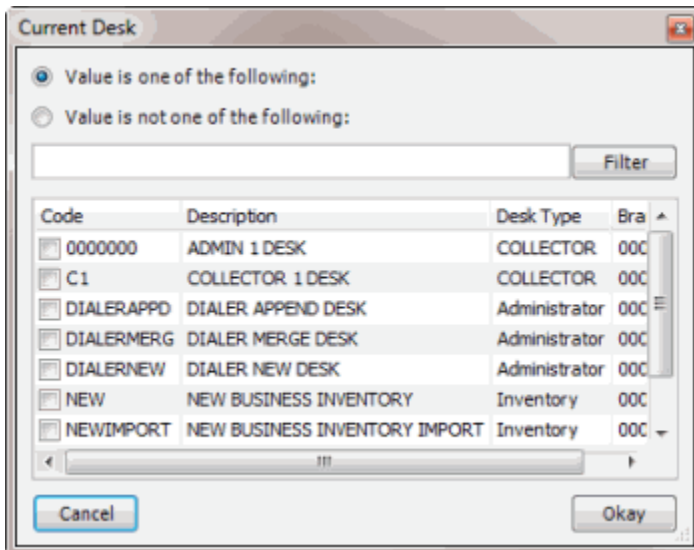 Current Desk
Value is one of the following:
Value is not one of the following:
Filter
Code Description Desk Type Bra
0000000 ADMIN 1 DESK COLLECTOR 000
C1 COLLECTOR 1 DESK COLLECTOR 000
DIALERAPPD DIALER APPEND DESK Administrator 000
DIALERMERG DIALER MERGE DESK Administrator 000
DIALERNEW DIALER NEW DESK Administrator 000
NEW NEW BUSINESS INVENTORY Inventory 000
NEWIMPORT NEW BUSINESS INVENTORY IMPORT Inventory 000
Cancel Okay